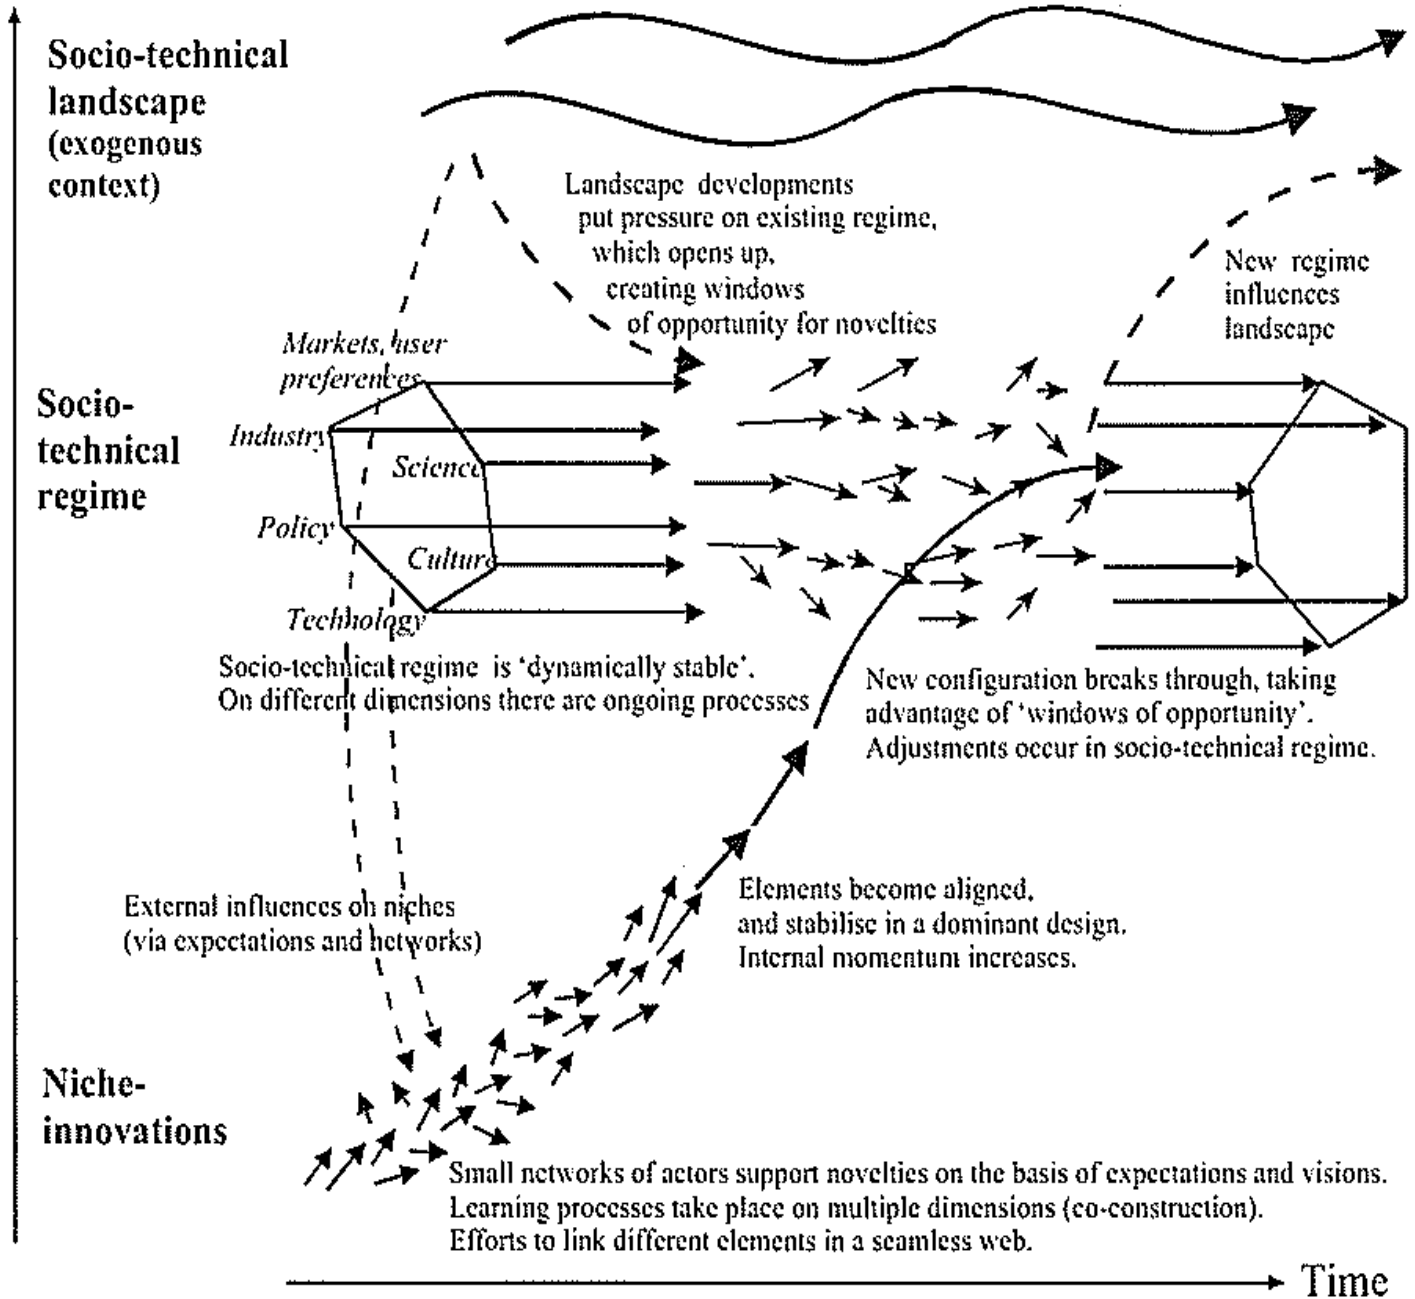 Socio-technical
landscape
(exogenous
context)
Landscape developments
put pressure on existing regime,
which opens up,
creating windows
of opportunity for novelties
New regime
influences
landscape
Socio-
technical
regime
Markets, user
preferences
Industry
Science
Policy
Culture
Technology
Socio-technical regime is ‘dynamically stable’.
On different dimensions there are ongoing processes
New configuration breaks through, taking
advantage of ‘windows of opportunity’.
Adjustments occur in socio-technical regime.
External influences on niches
(via expectations and networks)
Elements become aligned,
and stabilise in a dominant design.
Internal momentum increases.
Niche-
innovations
Small networks of actors support novelties on the basis of expectations and visions.
Learning processes take place on multiple dimensions (co-construction).
Efforts to link different elements in a seamless web.
Time